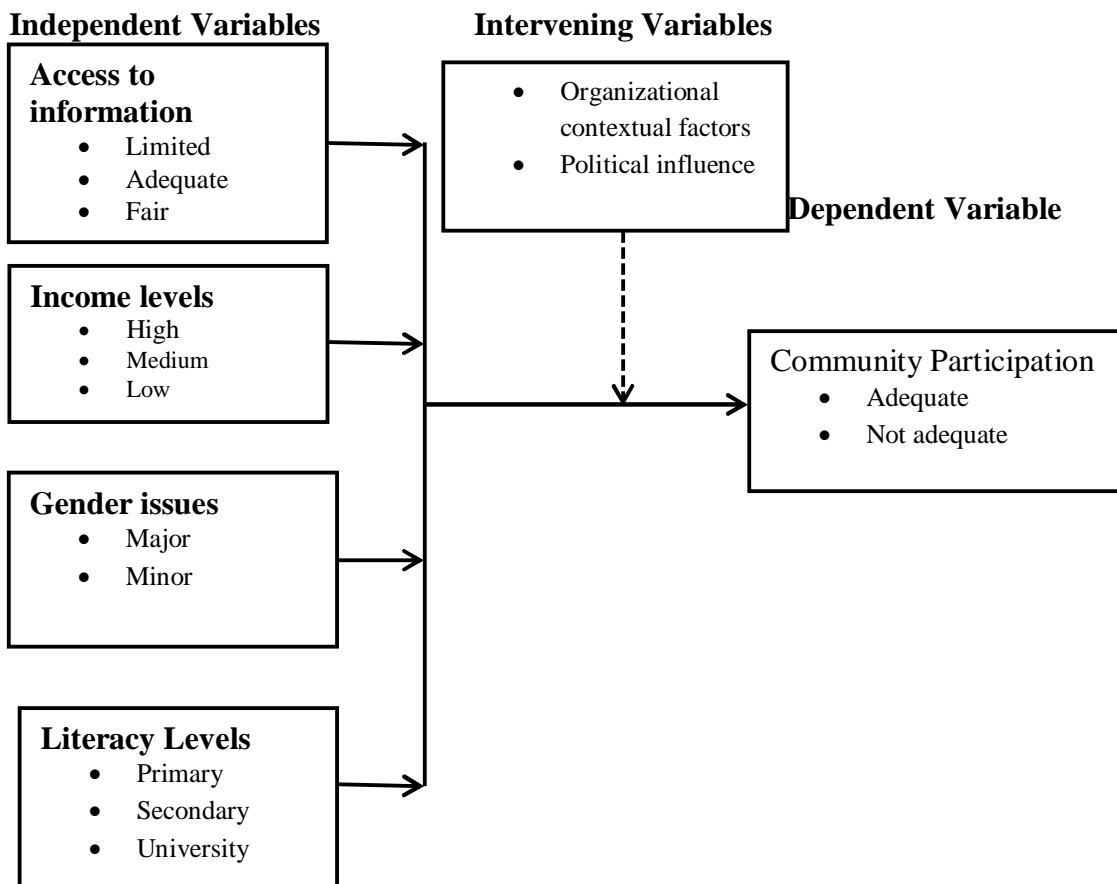 Independent Variables
Access to
information
• Limited
• Adequate
• Fair
Income levels
• High
• Medium
• Low
Gender issues
• Major
• Minor
Literacy Levels
• Primary
• Secondary
• University
Intervening Variables
• Organizational
contextual factors
• Political influence
Dependent Variable
Community Participation
• Adequate
• Not adequate